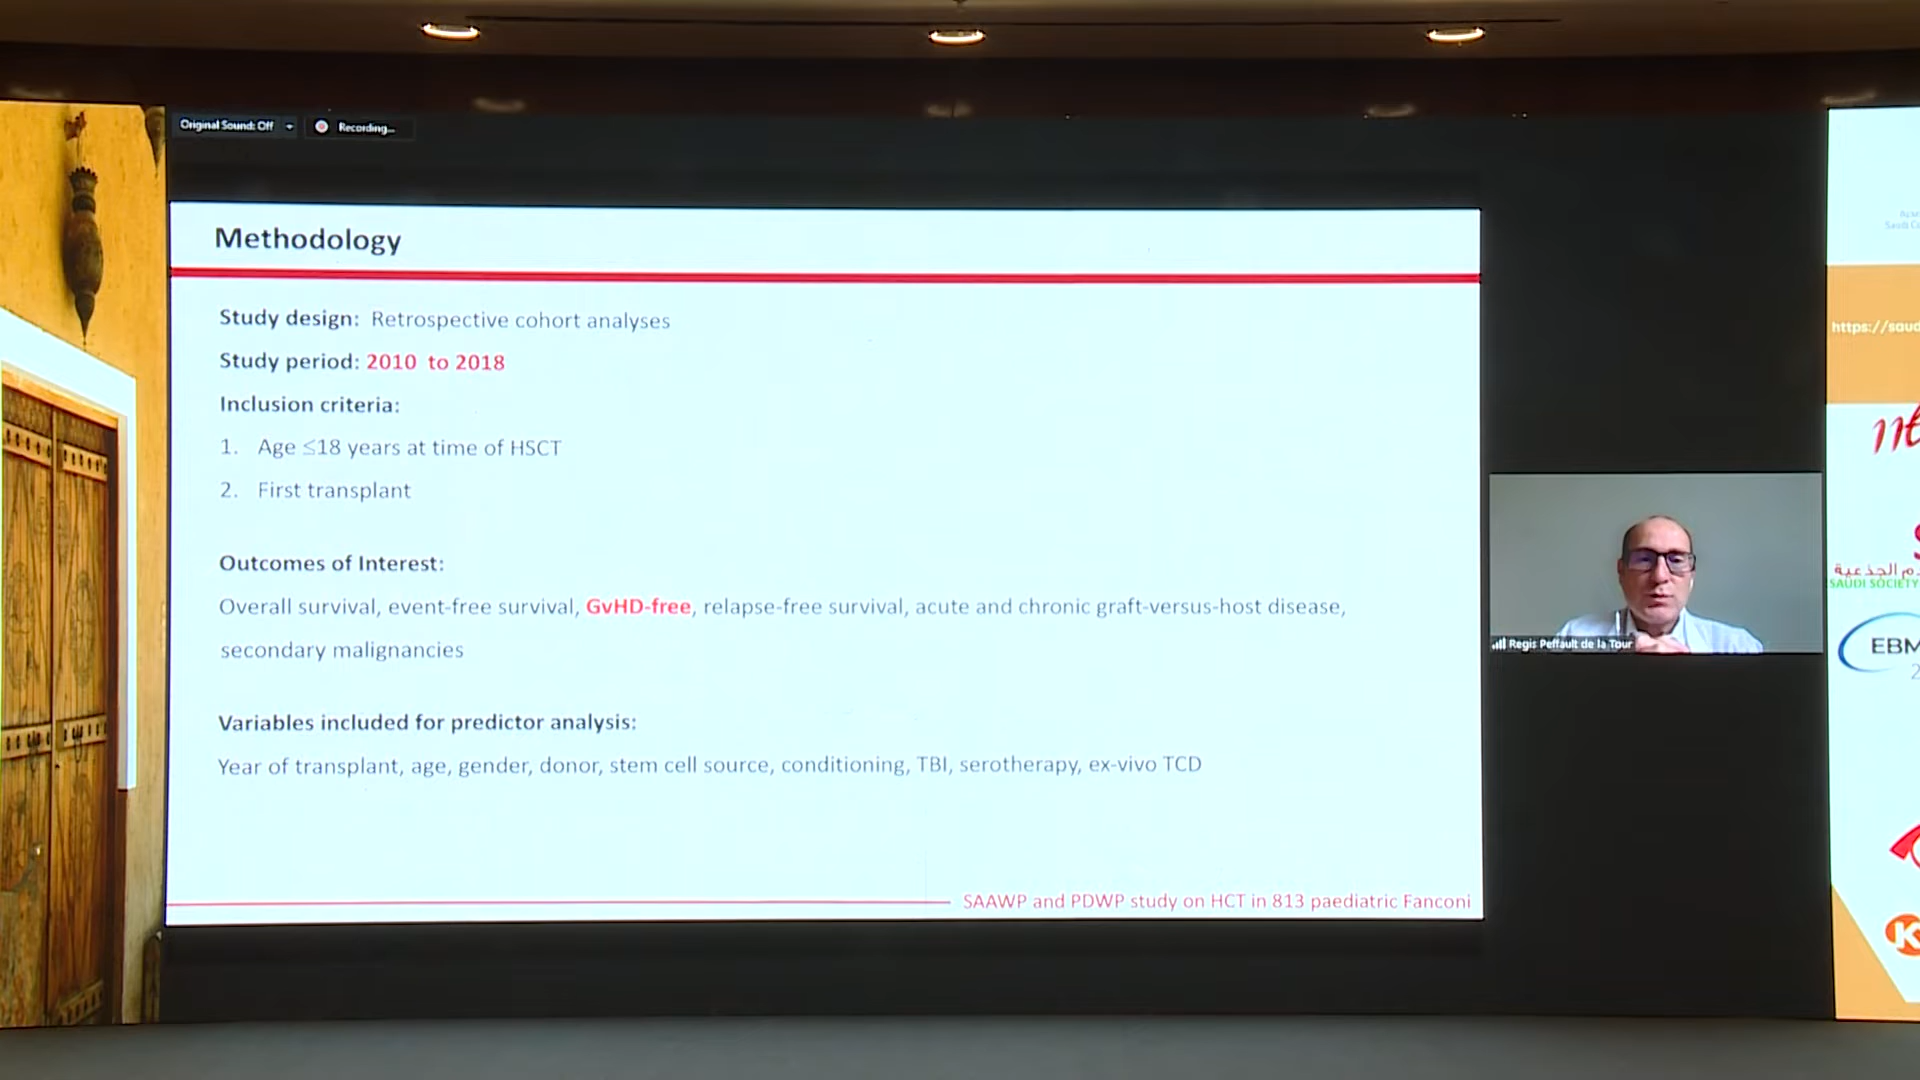 Original Sound: Off
Recording...
Methodology
Study design: Retrospective cohort analyses
Study period: 2010 to 2018
Inclusion criteria:
1. Age ≤18 years at time of HSCT
2. First transplant
Outcomes of Interest:
Overall survival, event-free survival, GvHD-free, relapse-free survival, acute and chronic graft-versus-host disease,
secondary malignancies
Variables included for predictor analysis:
Year of transplant, age, gender, donor, stem cell source, conditioning, TBI, serotherapy, ex-vivo TCD
SAAWP and PDWP study on HCT in 813 paediatric Fanconi
Regis Peffault de la Tour
https://saud
SAUDI SOCIETY
EBM